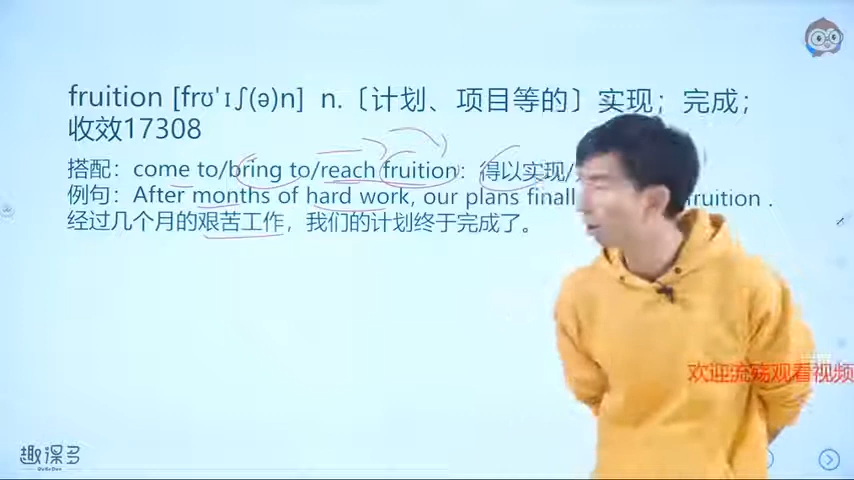 fruition [frʊˈɪʃ(ə)n] n.〔计划、项目等的〕实现；完成；
收效17308
搭配：come to/bring to/reach fruition：得以实现/
例句：After months of hard work, our plans finall fruition .
经过几个月的艰苦工作，我们的计划终于完成了。
欢迎流殇观看视频
趣课多